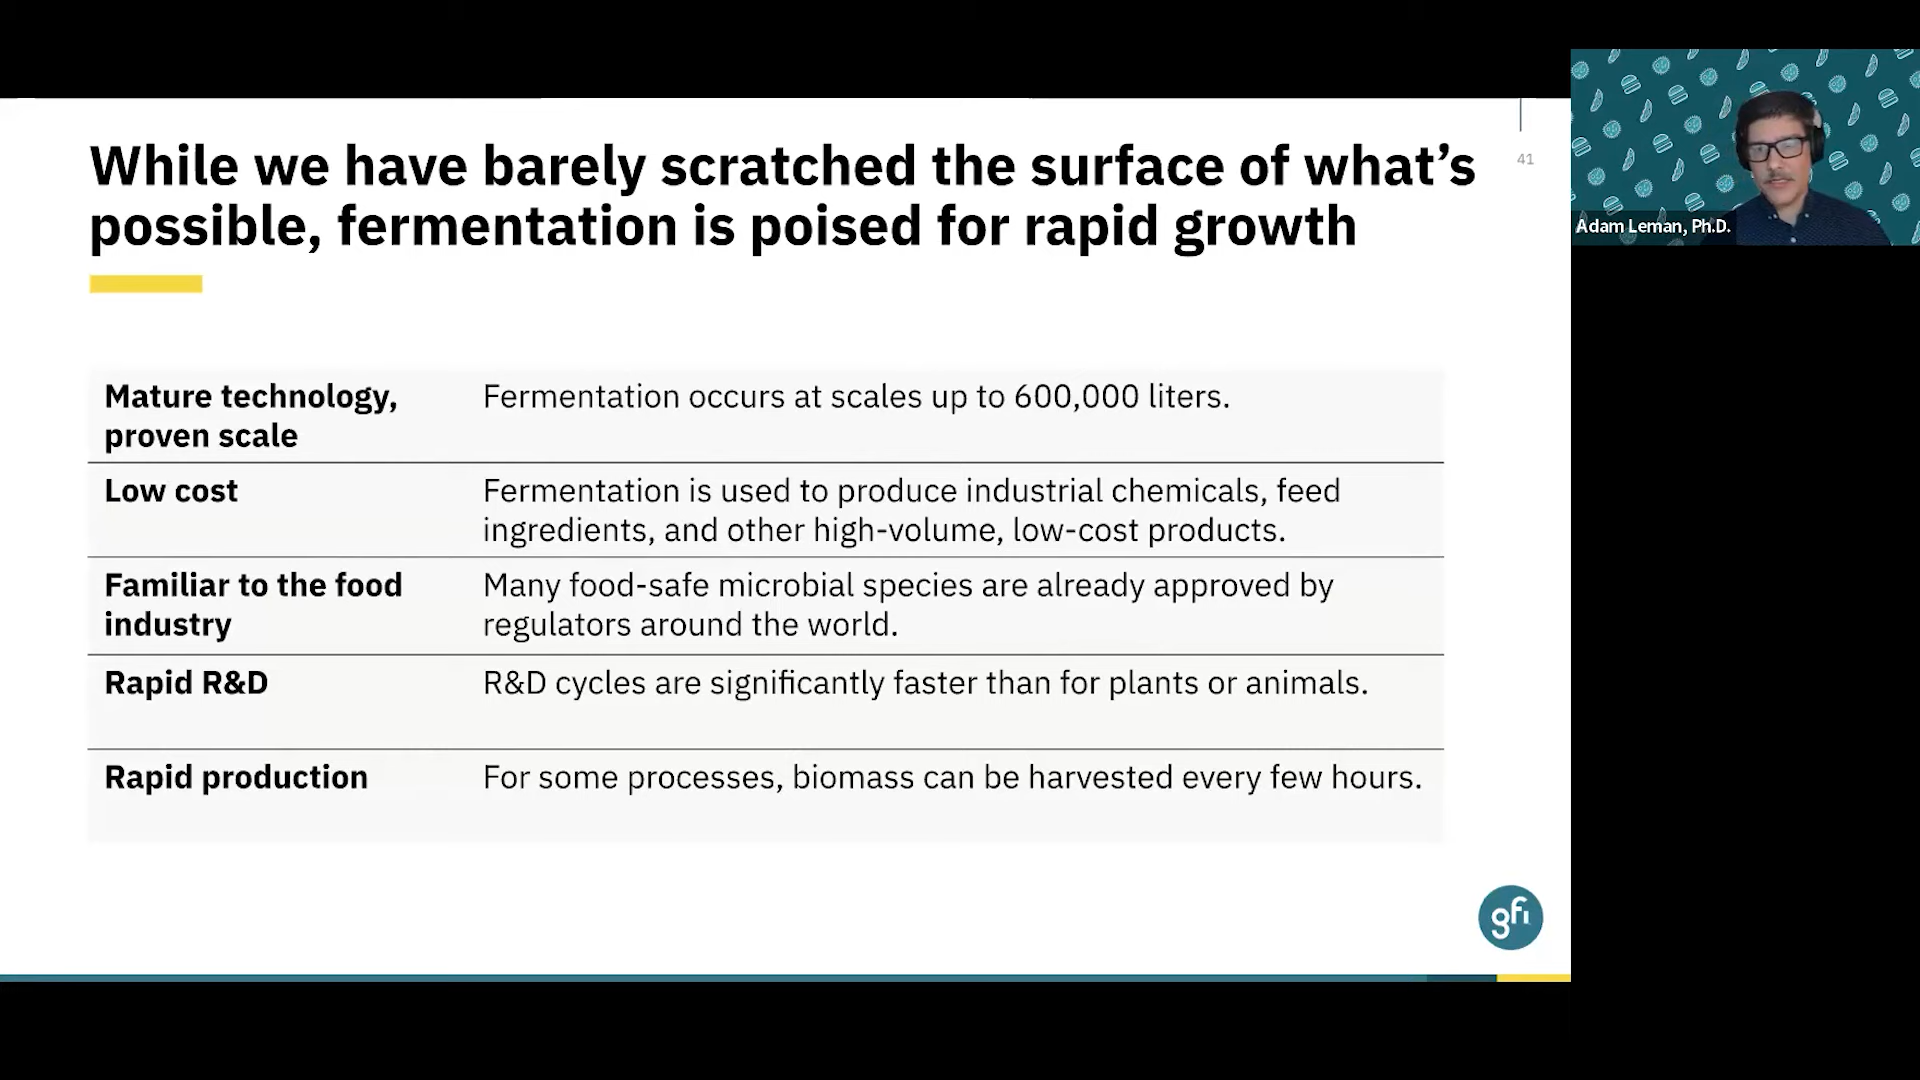 While we have barely scratched the surface of what’s
possible, fermentation is poised for rapid growth
41
Adam Leman, Ph.D.
Mature technology,
proven scale
Fermentation occurs at scales up to 600,000 liters.
Low cost
Fermentation is used to produce industrial chemicals, feed
ingredients, and other high-volume, low-cost products.
Familiar to the food
industry
Many food-safe microbial species are already approved by
regulators around the world.
Rapid R&D
R&D cycles are significantly faster than for plants or animals.
Rapid production
For some processes, biomass can be harvested every few hours.
gfi